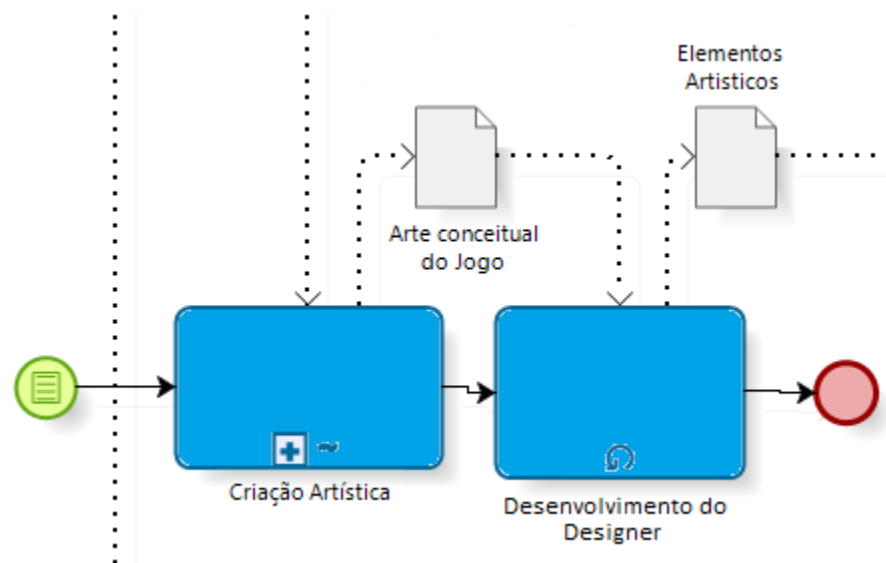 Elementos
Artisticos
Arte conceitual
do Jogo
Criação Artística
Desenvolvimento do
Designer